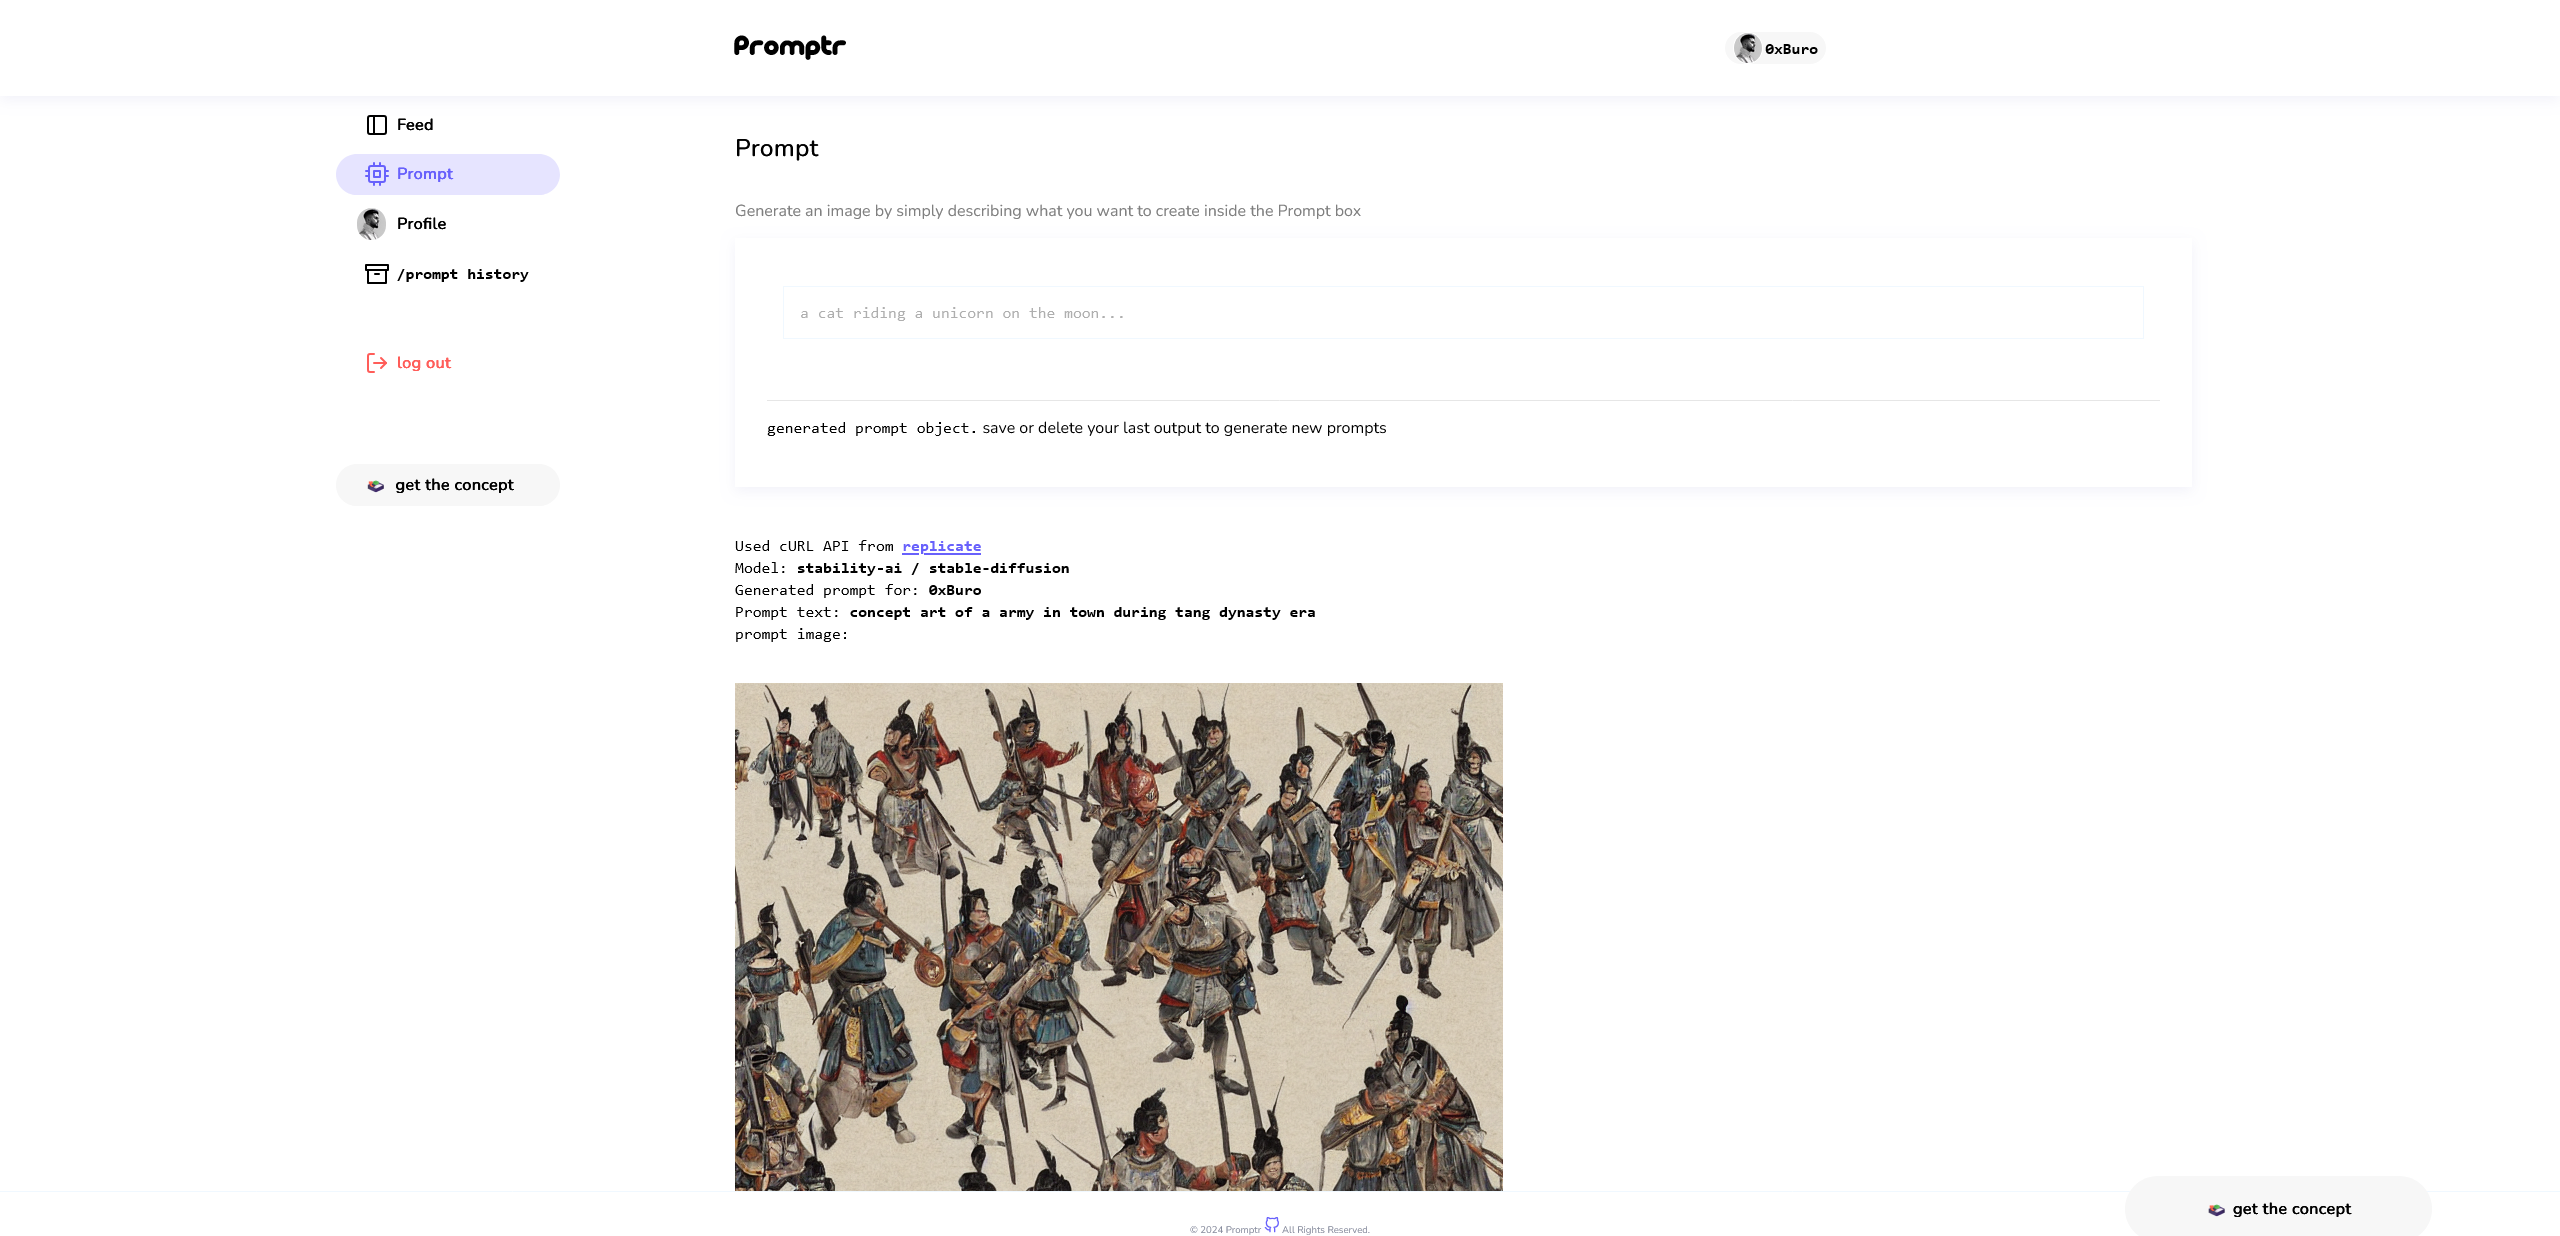 Promptr
0xBuro
Feed
Prompt
Profile
/prompt history
log out
get the concept
Prompt
Generate an image by simply describing what you want to create inside the Prompt box
a cat riding a unicorn on the moon...
generated prompt object. save or delete your last output to generate new prompts
Used cURL API from replicate
Model: stability-ai / stable-diffusion
Generated prompt for: 0xBuro
Prompt text: concept art of a army in town during tang dynasty era
prompt image:
© 2024 Promptr All Rights Reserved.
get the concept